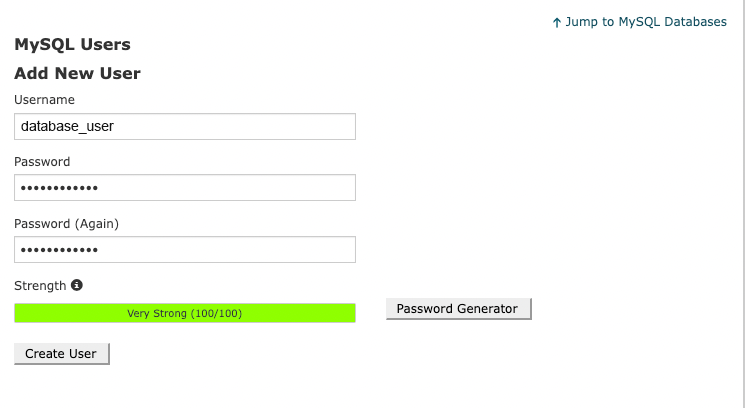 ↑ Jump to MySQL Databases
MySQL Users
Add New User
Username
database_user
Password
••••••••••••
Password (Again)
••••••••••••
Strength
Very Strong (100/100)
Password Generator
Create User